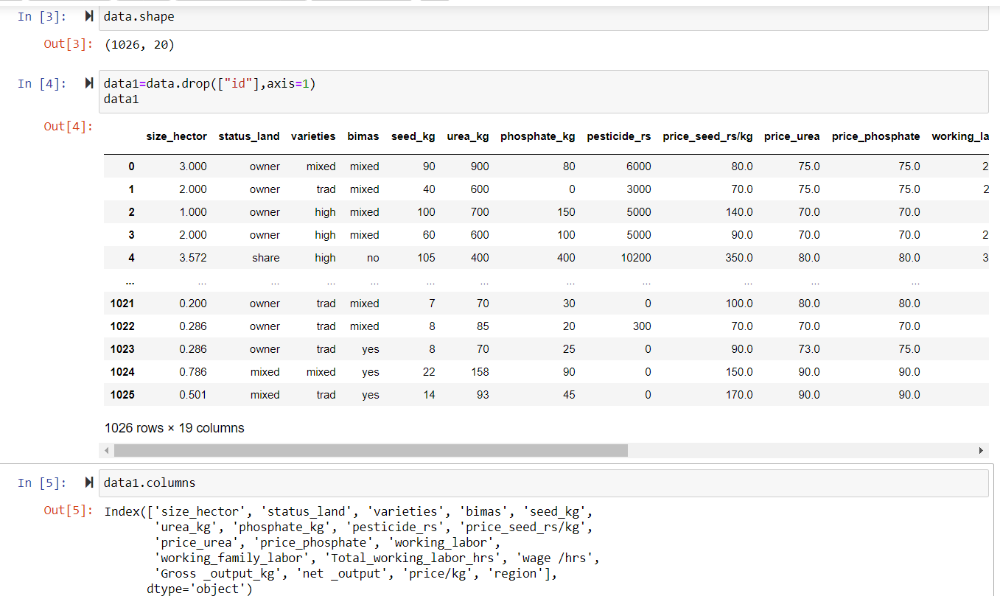 In [3]: data.shape
Out[3]: (1026, 20)
In [4]: data1=data.drop(["id"],axis=1)
data1
Out[4]:
size_hector status_land varieties bimas seed_kg urea_kg phosphate_kg pesticide_rs price_seed_rs/kg price_urea price_phosphate working_la
0 3.000 owner mixed mixed 90 900 80 6000 80.0 75.0 75.0 2
1 2.000 owner trad mixed 40 600 0 3000 70.0 75.0 75.0 2
2 1.000 owner high mixed 100 700 150 5000 140.0 70.0 70.0
3 2.000 owner high mixed 60 600 100 5000 90.0 70.0 70.0 2
4 3.572 share high no 105 400 400 10200 350.0 80.0 80.0 3
... ... ... ... ... ... ... ... ... ... ... ...
1021 0.200 owner trad mixed 7 70 30 0 100.0 80.0 80.0
1022 0.286 owner trad mixed 8 85 20 300 70.0 70.0 70.0
1023 0.286 owner trad yes 8 70 25 0 90.0 73.0 75.0
1024 0.786 mixed mixed yes 22 158 90 0 150.0 90.0 90.0
1025 0.501 mixed trad yes 14 93 45 0 170.0 90.0 90.0
1026 rows × 19 columns
In [5]: data1.columns
Out[5]: Index(['size_hector', 'status_land', 'varieties', 'bimas', 'seed_kg',
'urea_kg', 'phosphate_kg', 'pesticide_rs', 'price_seed_rs/kg',
'price_urea', 'price_phosphate', 'working_labor',
'working_family_labor', 'Total_working_labor_hrs', 'wage /hrs',
'Gross _output_kg', 'net _output', 'price/kg', 'region'],
dtype='object')